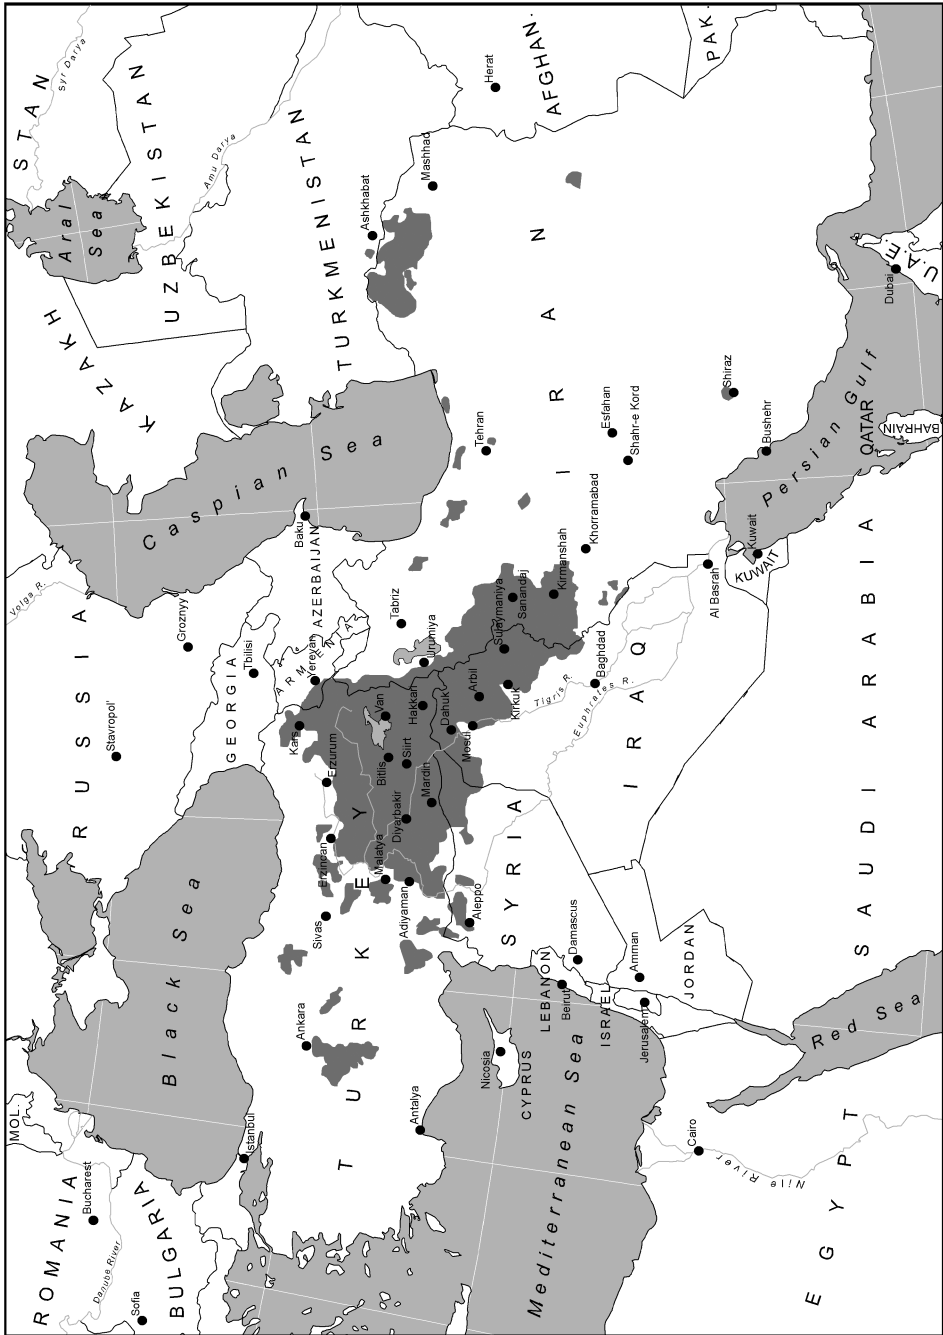 ROMANIA
MOL.
RUSSIA
KAZAKH
STAN
Volga R.
Syr Darya
Aral
Sea
Bucharest
Danube River
Sofia
BULGARIA
Stavropol'
Groznyy
UZBEKISTAN
Amu Darya
Black Sea
Caspian Sea
GEORGIA
Tbilisi
Istanbul
Baku
AZERBAIJAN
ARMENIA
Yerevan
TURKMENISTAN
Ashkhabat
Mashhad
Herat
AFGHAN.
PAK.
TURKEY
Ankara
Sivas
Erzincan
Erzurum
Kars
Antalya
Adiyaman
Malatya
Diyarbakir
Mardin
Bitlis
Siirt
Van
Hakkari
Urumiya
Tabriz
Tehran
Aleppo
Mosul
Dahuk
Arbil
Kirkuk
Sulaymaniya
Sanandaj
Kirmanshah
Khorramabad
Esfahan
Shahr-e Kord
IRAN
Nicosia
CYPRUS
Mediterranean Sea
LEBANON
Beirut
SYRIA
Damascus
Tigris R.
Euphrates R.
Baghdad
IRAQ
ISRAEL
Jerusalem
Amman
JORDAN
Al Basrah
KUWAIT
Kuwait
Bushehr
Shiraz
Persian Gulf
Cairo
Nile River
EGYPT
Red Sea
SAUDI ARABIA
QATAR
BAHRAIN
Dubai
U.A.E.